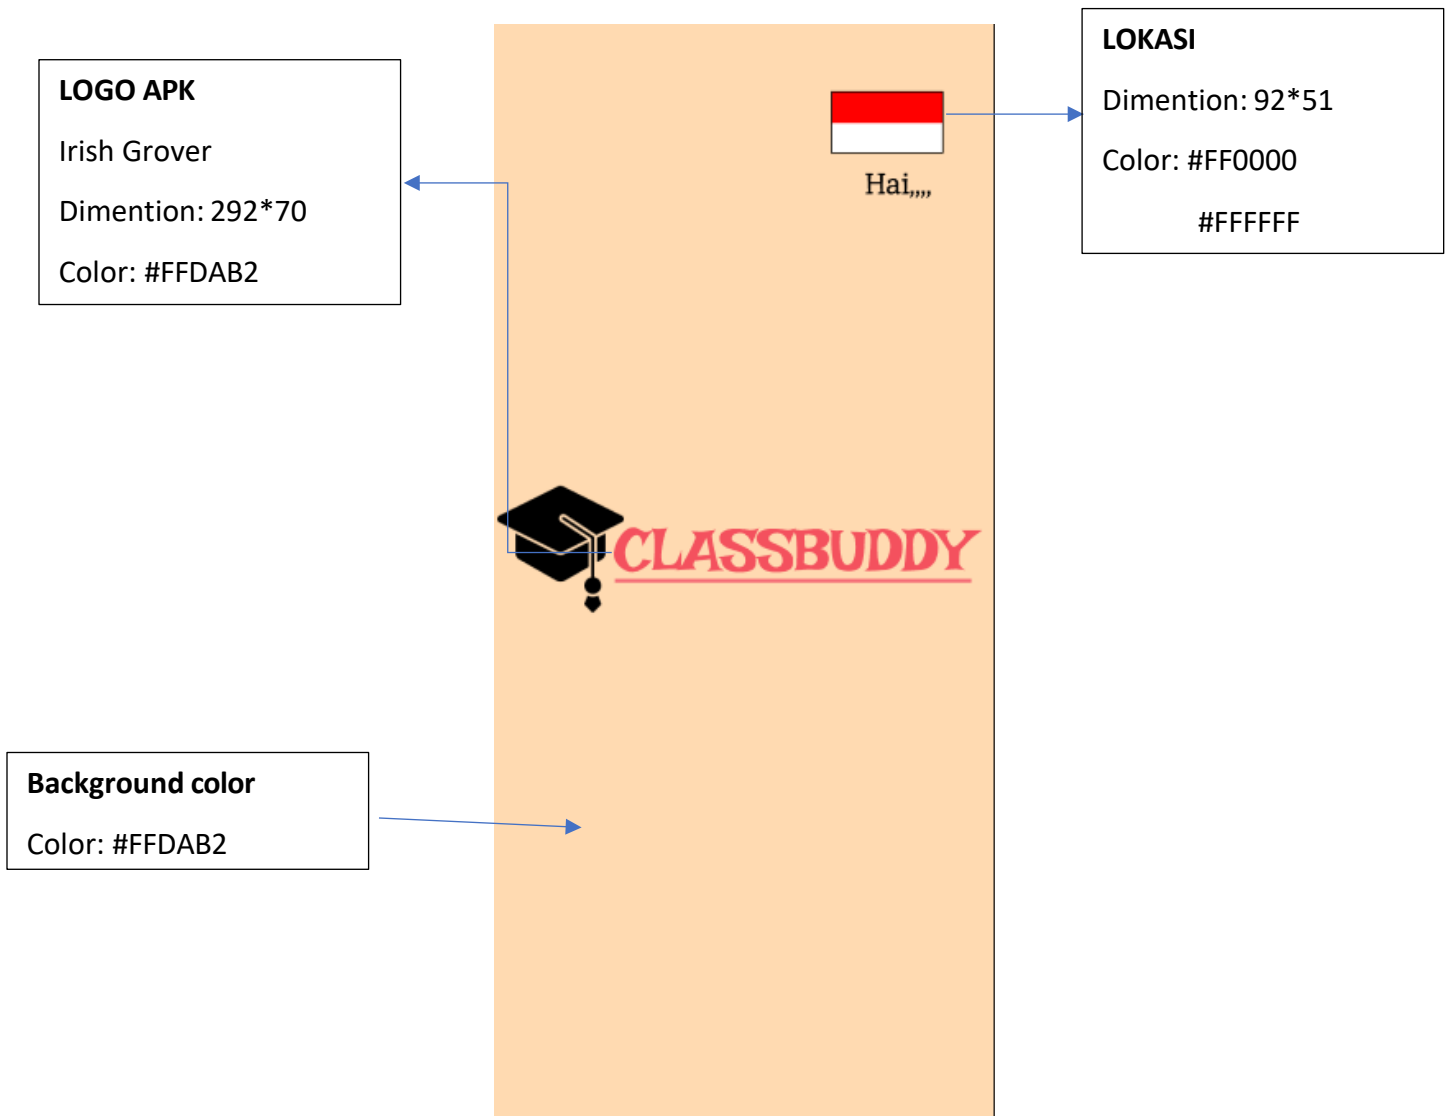 LOGO APK
Irish Grover
Dimention: 292*70
Color: #FFDAB2
LOKASI
Dimention: 92*51
Color: #FF0000
#FFFFFF
Hai,,,,
CLASSBUDDY
Background color
Color: #FFDAB2